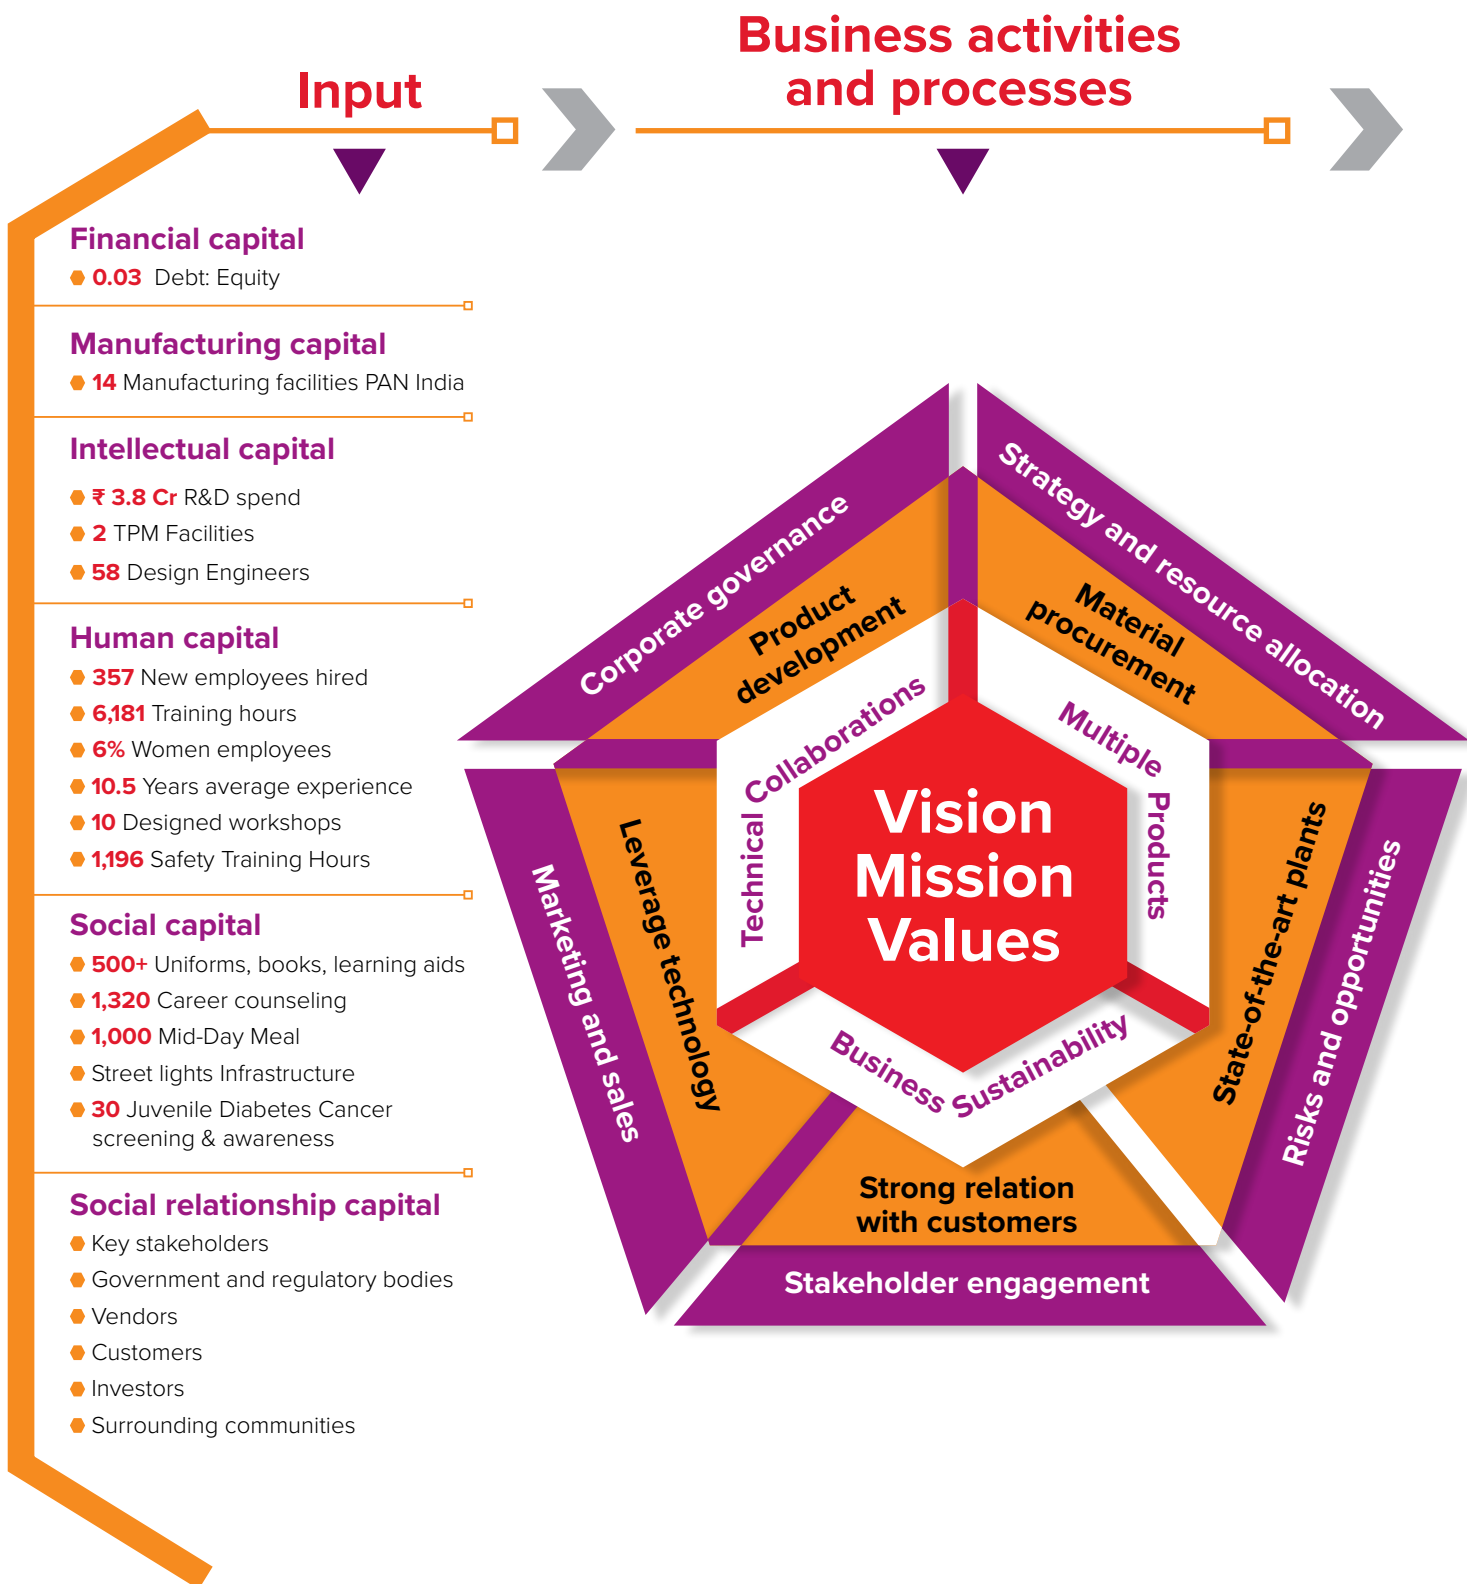 Input
Business activities
and processes
Financial capital
0.03 Debt: Equity
Manufacturing capital
14 Manufacturing facilities PAN India
Intellectual capital
₹ 3.8 Cr R&D spend
2 TPM Facilities
58 Design Engineers
Human capital
357 New employees hired
6,181 Training hours
6% Women employees
10.5 Years average experience
10 Designed workshops
1,196 Safety Training Hours
Social capital
500+ Uniforms, books, learning aids
1,320 Career counseling
1,000 Mid-Day Meal
Street lights Infrastructure
30 Juvenile Diabetes Cancer
screening & awareness
Social relationship capital
Key stakeholders
Government and regulatory bodies
Vendors
Customers
Investors
Surrounding communities
Corporate governance
Strategy and resource allocation
Risks and opportunities
Stakeholder engagement
Marketing and sales
Product
development
Material
procurement
State-of-the-art plants
Strong relation
with customers
Leverage technology
Technical Collaborations
Multiple Products
Business Sustainability
Vision
Mission
Values